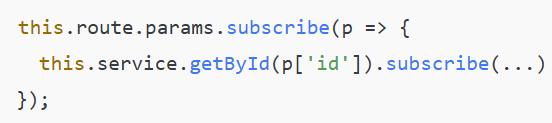 this.route.params.subscribe(p => {
  this.service.getById(p['id']).subscribe(...)
});